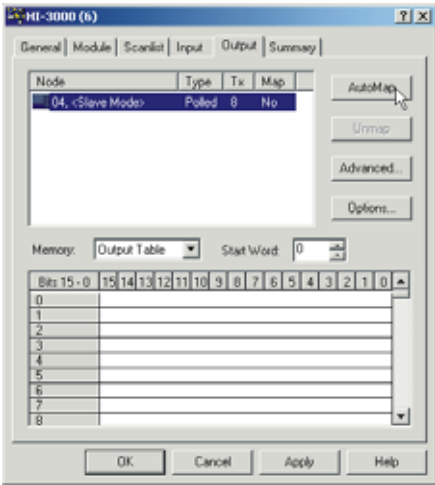 HI-3000 (6)
General Module Scanlist Input Output Summary
Node Type Tx Map
04, <Slave Mode> Polled 8 No
AutoMap
Unmap
Advanced...
Options...
Memory: Output Table Start Word: 0
Bits 15 - 0 15 14 13 12 11 10 9 8 7 6 5 4 3 2 1 0
0
1
2
3
4
5
6
7
8
OK Cancel Apply Help